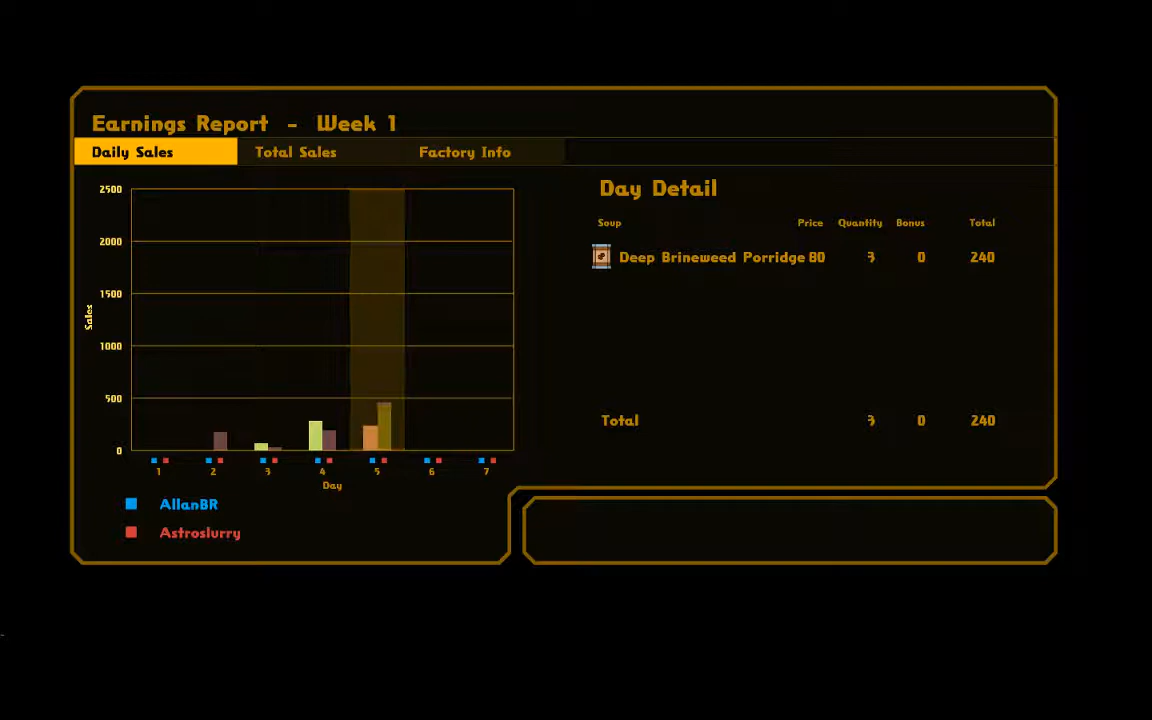 Earnings Report - Week 1
Daily Sales Total Sales Factory Info
2500
2000
1500
1000
500
0
Sales
1 2 3 4 5 6 7
Day
AllanBR
Astroslurry
Day Detail
Soup Price Quantity Bonus Total
Deep Brineweed Porridge 80 3 0 240
Total 3 0 240